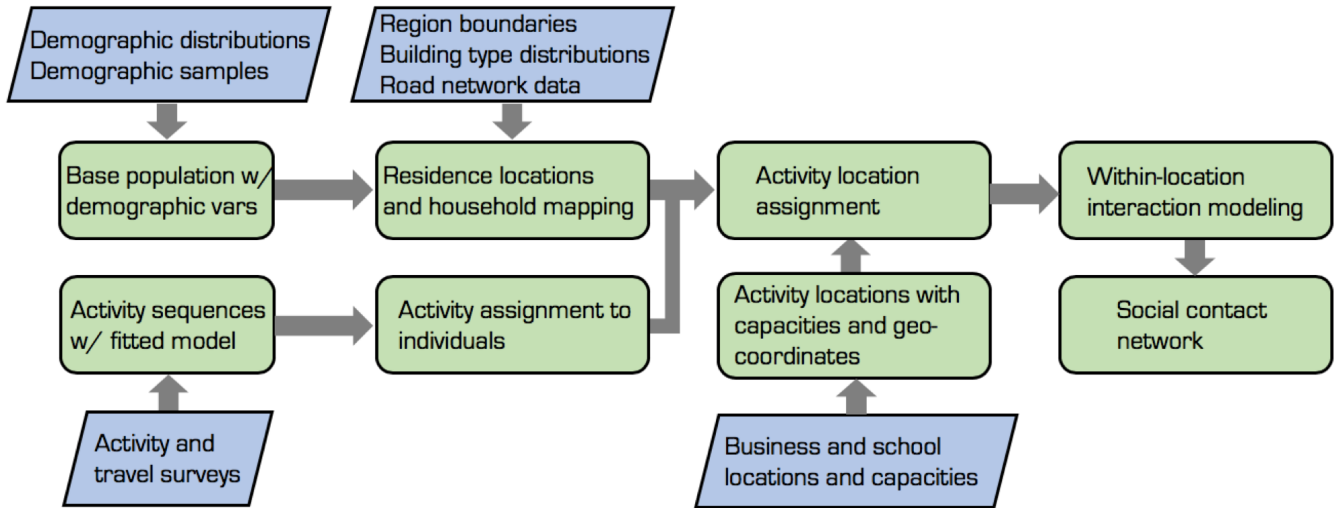 Demographic distributions
Demographic samples
Region boundaries
Building type distributions
Road network data
Base population w/
demographic vars
Residence locations
and household mapping
Activity location
assignment
Within-location
interaction modeling
Activity sequences
w/ fitted model
Activity assignment to
individuals
Activity locations with
capacities and geo-
coordinates
Social contact
network
Activity and
travel surveys
Business and school
locations and capacities